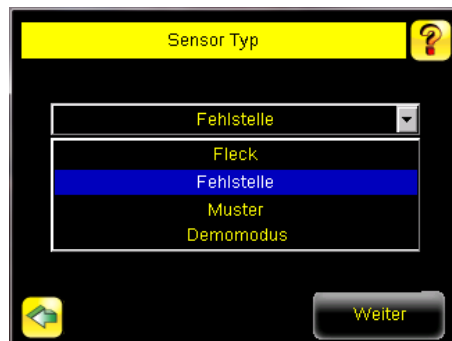 Sensor Typ
?
Fehlstelle
Fleck
Fehlstelle
Muster
Demomodus
Weiter